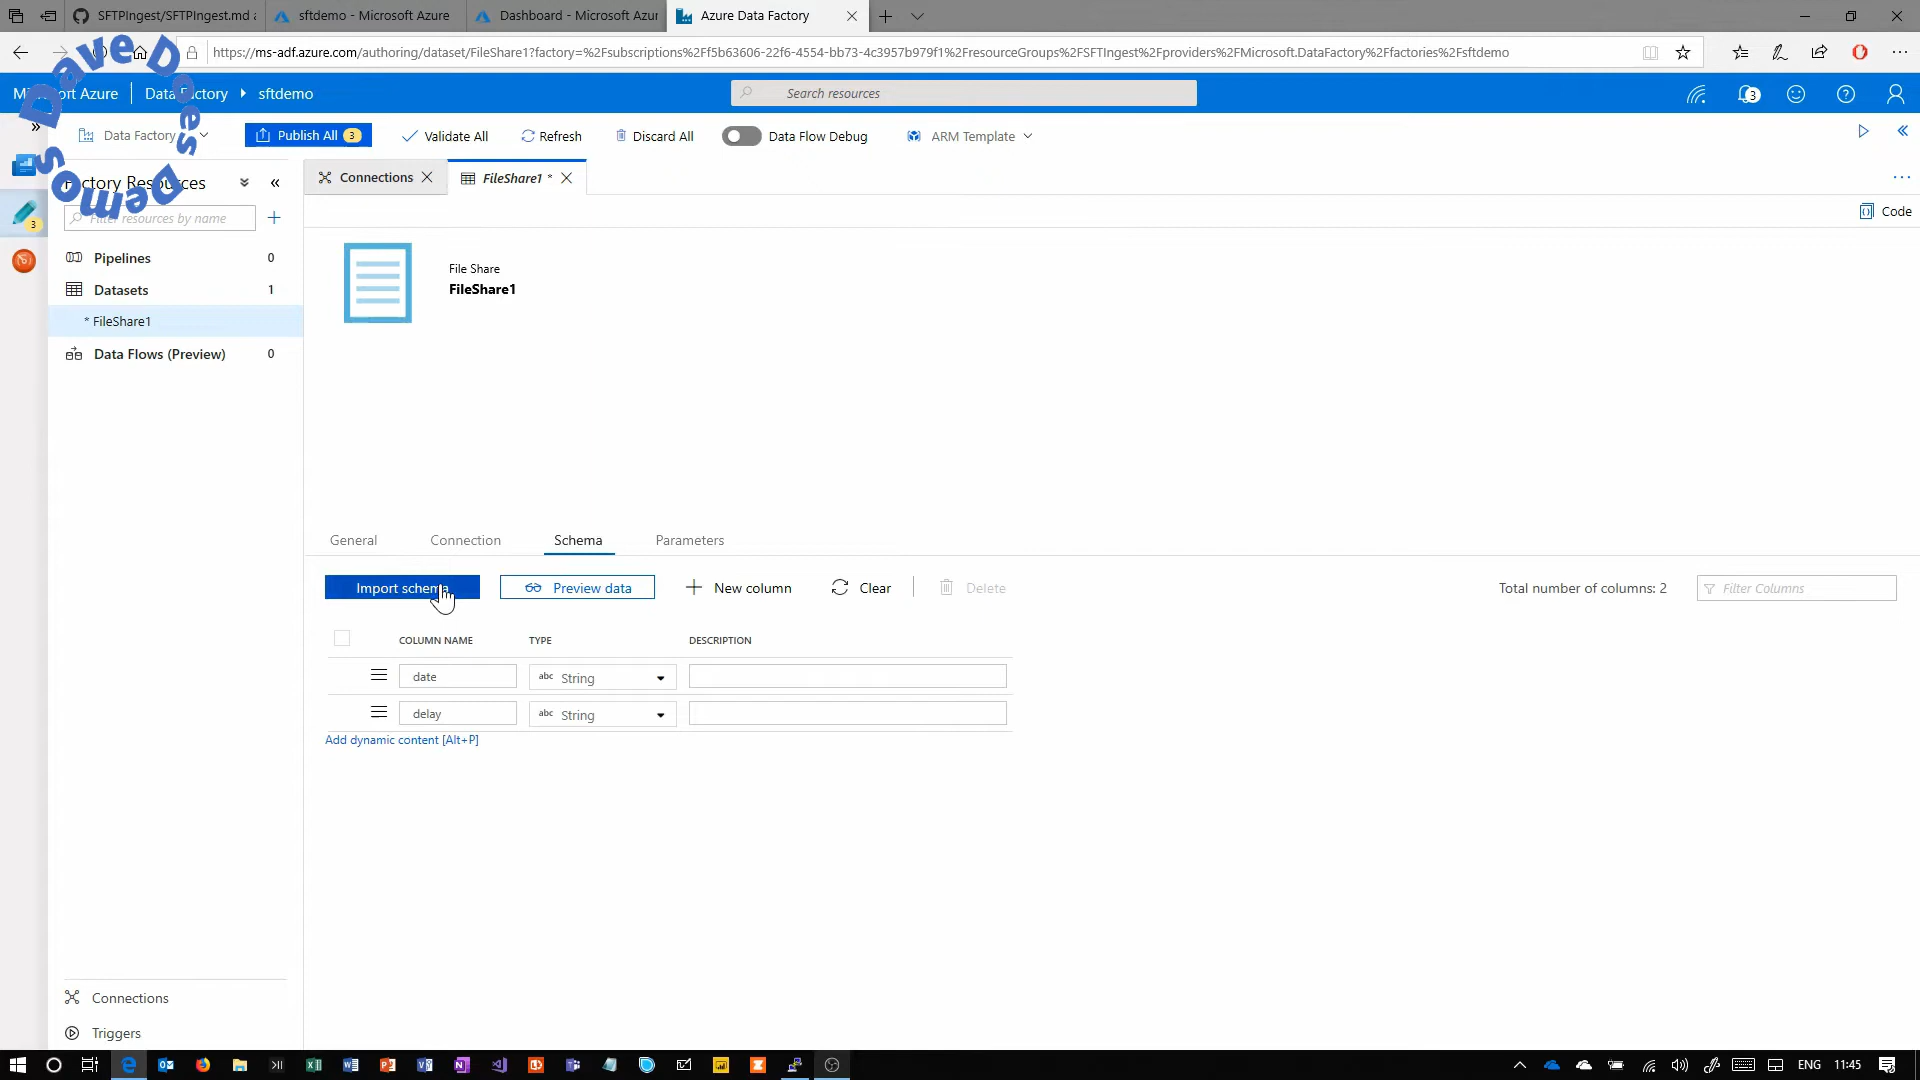 SFTPIngest/SFTPIngest.md a
sftdemo - Microsoft Azure
Dashboard - Microsoft Azur
Azure Data Factory
https://ms-adf.azure.com/authoring/dataset/FileShare1?factory=%2Fsubscriptions%2Ff5b63606-22f6-4554-bb73-4c3957b979f1%2FresourceGroups%2FSFTIngest%2Fproviders%2FMicrosoft.DataFactory%2Ffactories%2Fsftdemo
Dave Does Demos
Microsoft Azure
Data Factory
sftdemo
Search resources
3
Data Factory
Publish All 3
Validate All
Refresh
Discard All
Data Flow Debug
ARM Template
Factory Resources
Connections
FileShare1 *
Code
3
Filter resources by name
Pipelines 0
Datasets 1
* FileShare1
Data Flows (Preview) 0
File Share
FileShare1
General
Connection
Schema
Parameters
Import schema
Preview data
New column
Clear
Delete
Total number of columns: 2
Filter Columns
COLUMN NAME
TYPE
DESCRIPTION
date
abc String
delay
abc String
Add dynamic content [Alt+P]
Connections
Triggers
ENG
11:45